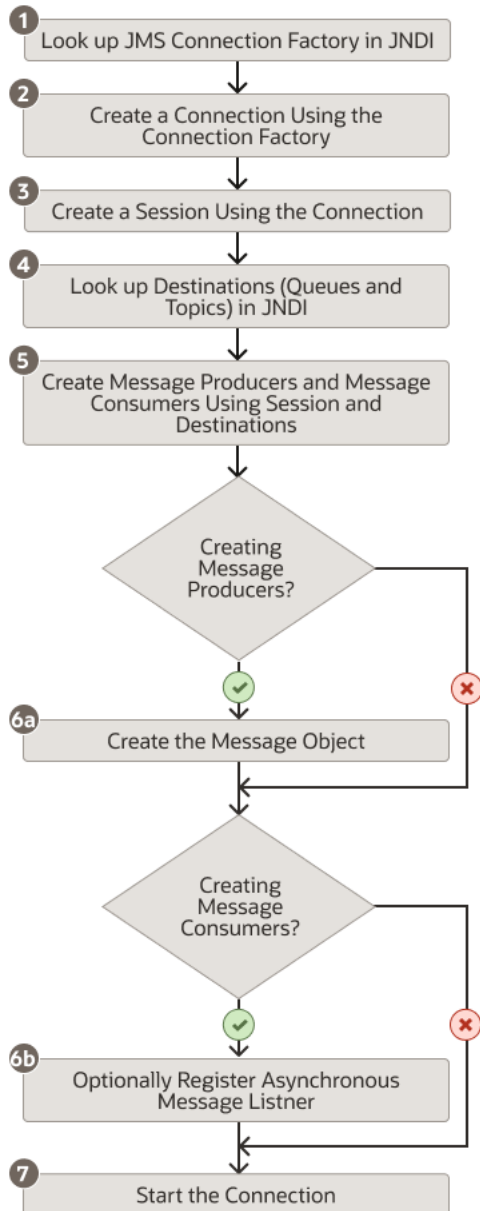 1
Look up JMS Connection Factory in JNDI
2
Create a Connection Using the
Connection Factory
3
Create a Session Using the Connection
4
Look up Destinations (Queues and
Topics) in JNDI
5
Create Message Producers and Message
Consumers Using Session and
Destinations
Creating
Message
Producers?
6a
Create the Message Object
Creating
Message
Consumers?
6b
Optionally Register Asynchronous
Message Listner
7
Start the Connection